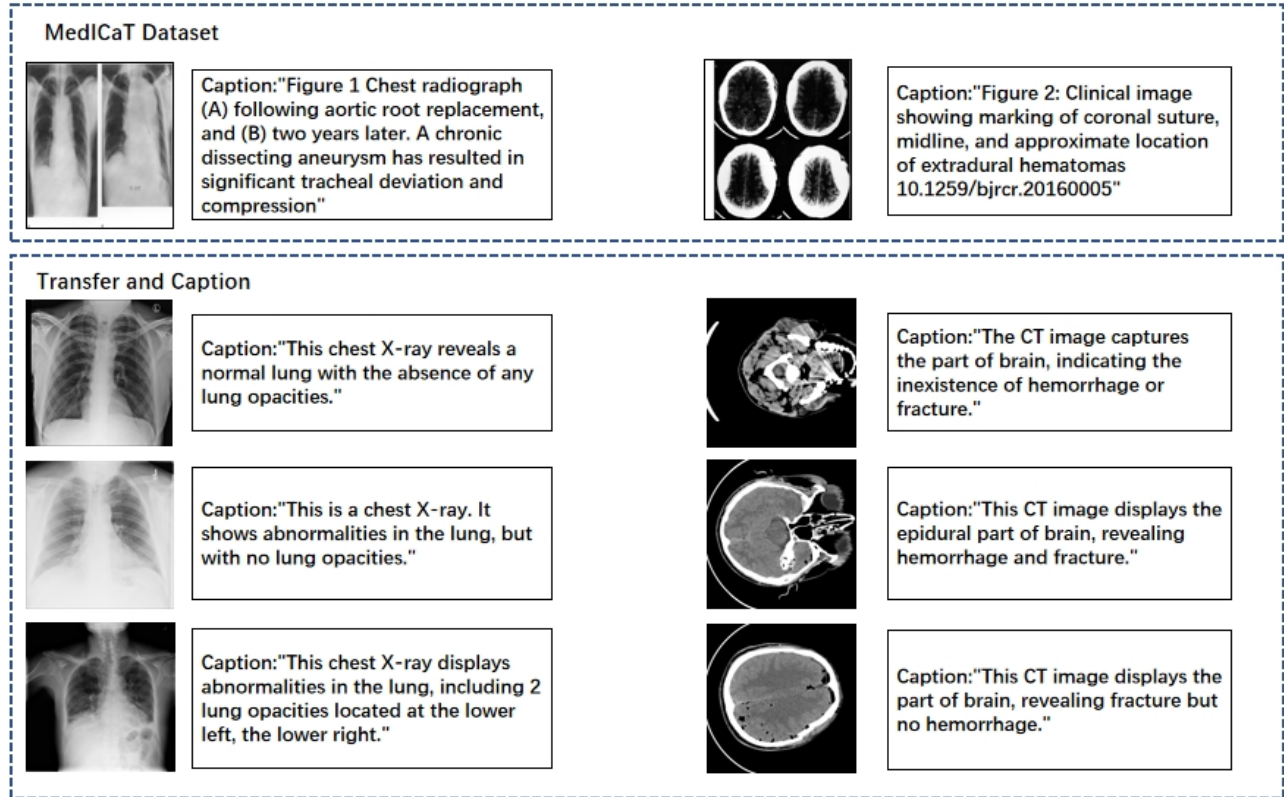 MedICaT Dataset
Caption:"Figure 1 Chest radiograph
(A) following aortic root replacement,
and (B) two years later. A chronic
dissecting aneurysm has resulted in
significant tracheal deviation and
compression"
Caption:"Figure 2: Clinical image
showing marking of coronal suture,
midline, and approximate location
of extradural hematomas
10.1259/bjrcr.20160005"
Transfer and Caption
Caption:"This chest X-ray reveals a
normal lung with the absence of any
lung opacities."
Caption:"The CT image captures
the part of brain, indicating the
inexistence of hemorrhage or
fracture."
Caption:"This is a chest X-ray. It
shows abnormalities in the lung, but
with no lung opacities."
Caption:"This CT image displays the
epidural part of brain, revealing
hemorrhage and fracture."
Caption:"This chest X-ray displays
abnormalities in the lung, including 2
lung opacities located at the lower
left, the lower right."
Caption:"This CT image displays the
part of brain, revealing fracture but
no hemorrhage."